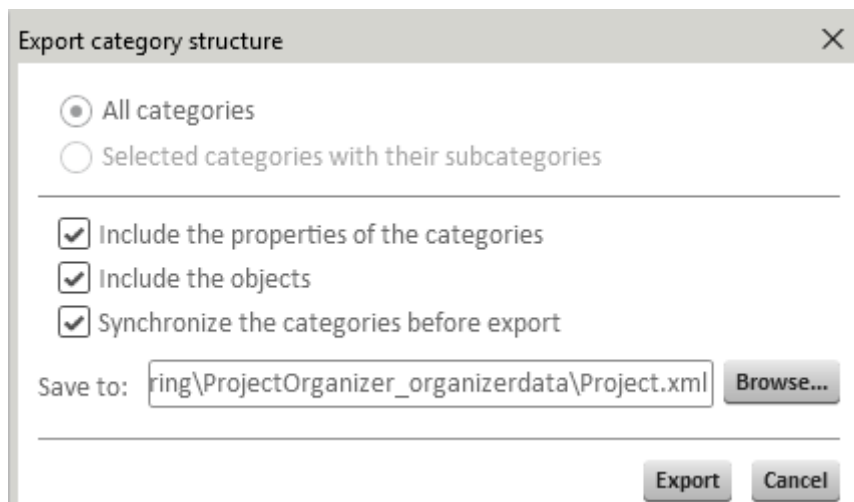 Export category structure
All categories
Selected categories with their subcategories
Include the properties of the categories
Include the objects
Synchronize the categories before export
Save to: ring\ProjectOrganizer_organizerdata\Project.xml Browse...
Export Cancel